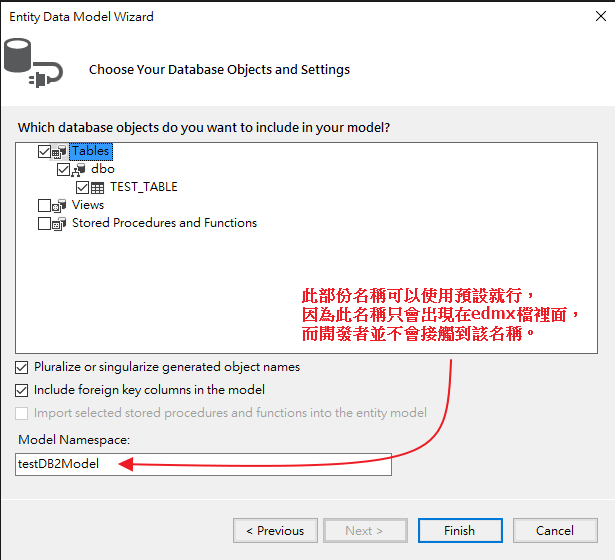 Entity Data Model Wizard
Choose Your Database Objects and Settings
Which database objects do you want to include in your model?
Tables
dbo
TEST_TABLE
Views
Stored Procedures and Functions
此部份名稱可以使用預設就行，
因為此名稱只會出現在edmx檔裡面，
而開發者並不會接觸到該名稱。
Pluralize or singularize generated object names
Include foreign key columns in the model
Import selected stored procedures and functions into the entity model
Model Namespace:
testDB2Model
< Previous
Next >
Finish
Cancel